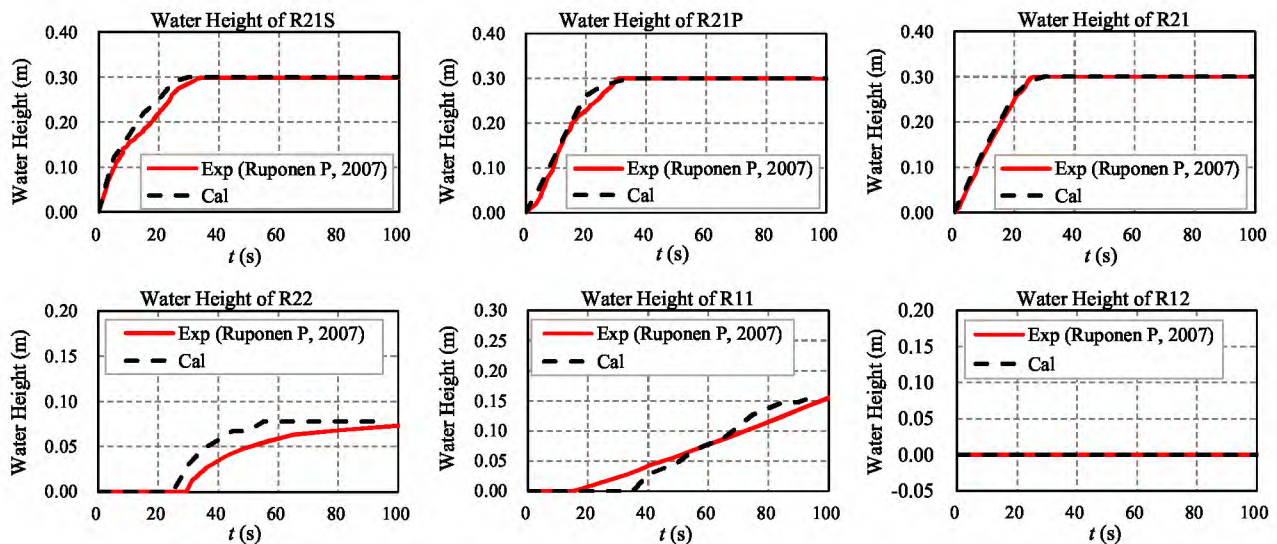 Water Height of R21S
Water Height (m)
0.40
0.30
0.20
0.10
0.00
Exp (Ruponen P, 2007)
Cal
0 20 40 60 80 100
t (s)
Water Height of R21P
Water Height (m)
0.40
0.30
0.20
0.10
0.00
Exp (Ruponen P, 2007)
Cal
0 20 40 60 80 100
t (s)
Water Height of R21
Water Height (m)
0.40
0.30
0.20
0.10
0.00
Exp (Ruponen P, 2007)
Cal
0 20 40 60 80 100
t (s)
Water Height of R22
Water Height (m)
0.20
0.15
0.10
0.05
0.00
Exp (Ruponen P, 2007)
Cal
0 20 40 60 80 100
t (s)
Water Height of R11
Water Height (m)
0.30
0.25
0.20
0.15
0.10
0.05
0.00
Exp (Ruponen P, 2007)
Cal
0 20 40 60 80 100
t (s)
Water Height of R12
Water Height (m)
0.20
0.15
0.10
0.05
0.00
-0.05
Exp (Ruponen P, 2007)
Cal
0 20 40 60 80 100
t (s)